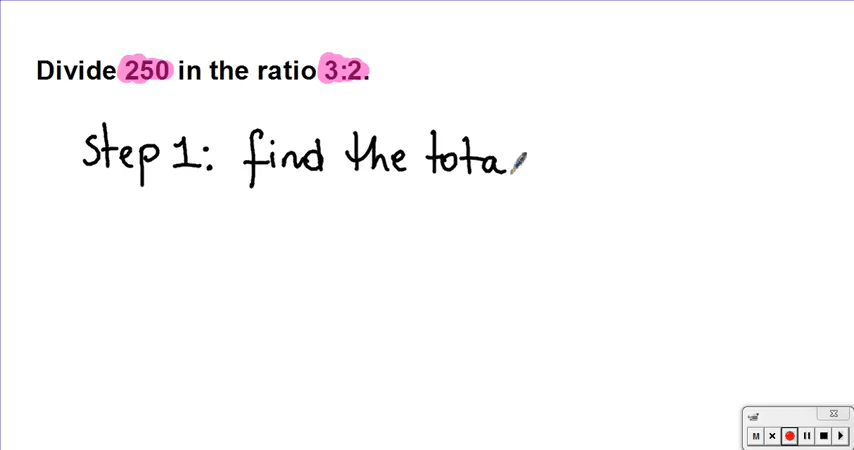 Divide 250 in the ratio 3:2.
Step 1: find the tota
M